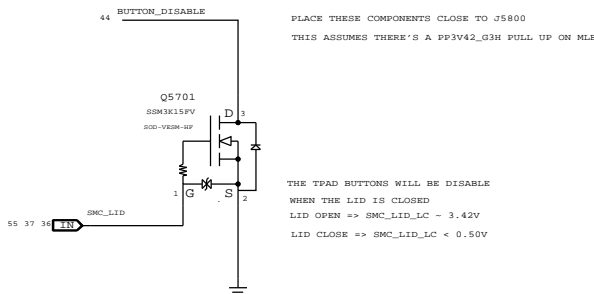 BUTTON_DISABLE
44
PLACE THESE COMPONENTS CLOSE TO J5800
THIS ASSUMES THERE'S A PP3V42_G3H PULL UP ON MLB
Q5701
SSM3K15FV
SOD-VESM-HF
D 3
1 G S 2
SMC_LID
55 37 36 IN
THE TPAD BUTTONS WILL BE DISABLE
WHEN THE LID IS CLOSED
LID OPEN => SMC_LID_LC ~ 3.42V
LID CLOSE => SMC_LID_LC < 0.50V